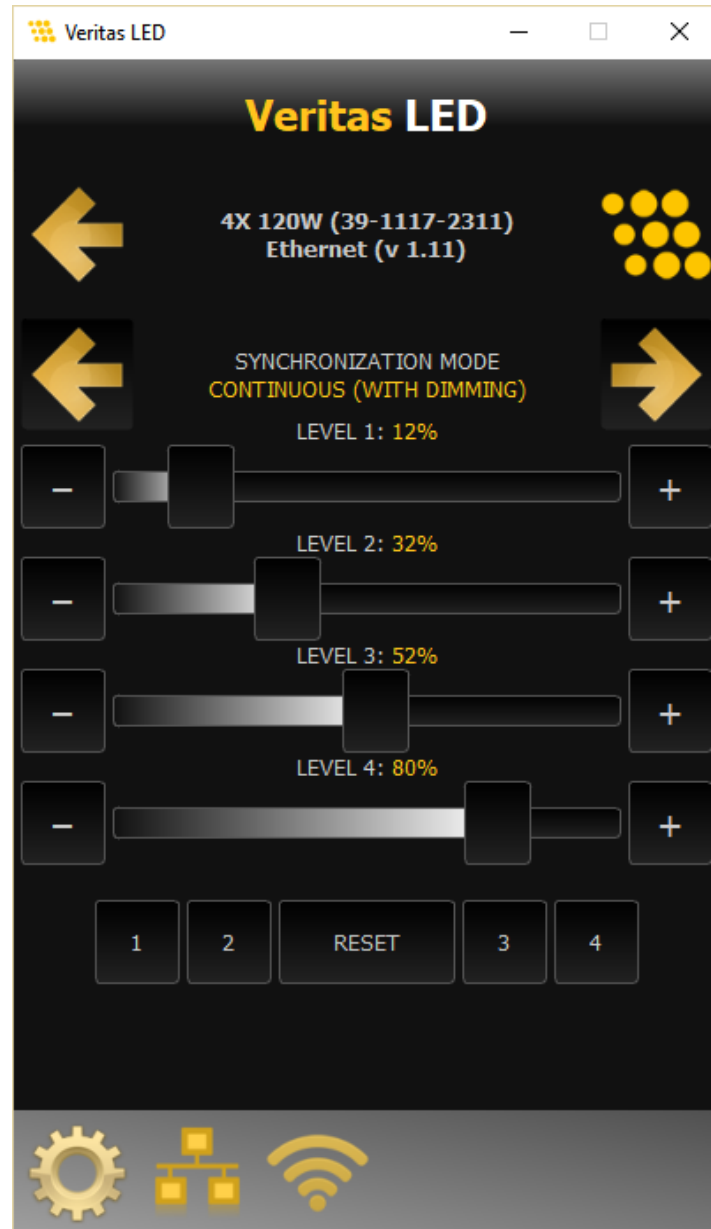 Veritas LED
Veritas LED
4X 120W (39-1117-2311)
Ethernet (v 1.11)
SYNCHRONIZATION MODE
CONTINUOUS (WITH DIMMING)
LEVEL 1: 12%
- +
LEVEL 2: 32%
- +
LEVEL 3: 52%
- +
LEVEL 4: 80%
- +
1 2 RESET 3 4